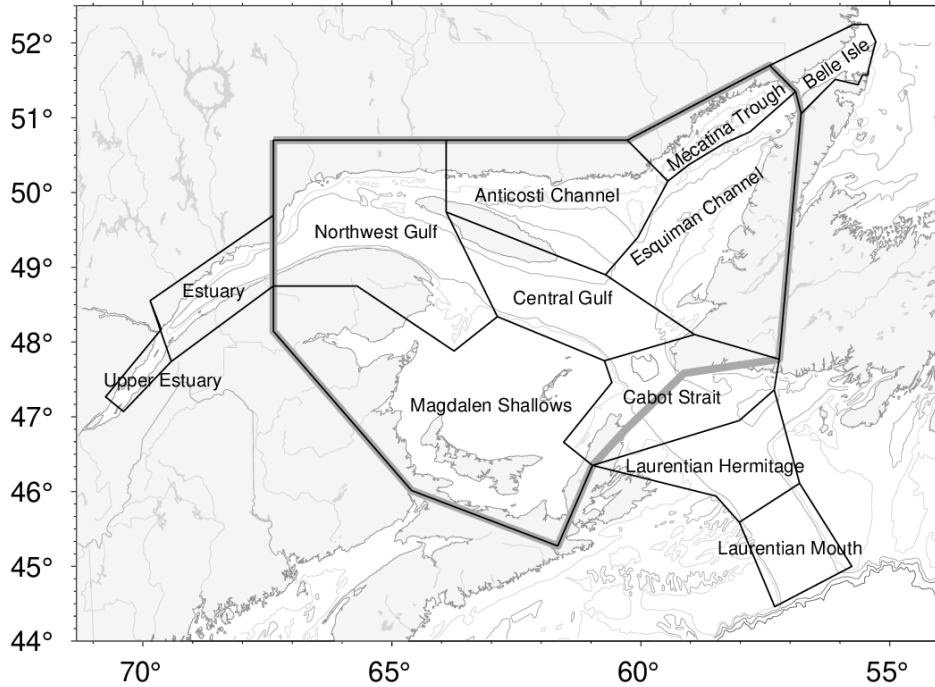 52°
51°
50°
49°
48°
47°
46°
45°
44°
Belle Isle
Mécatina Trough
Anticosti Channel
Esquiman Channel
Northwest Gulf
Estuary
Central Gulf
Upper Estuary
Magdalen Shallows
Cabot Strait
Laurentian Hermitage
Laurentian Mouth
70°
65°
60°
55°